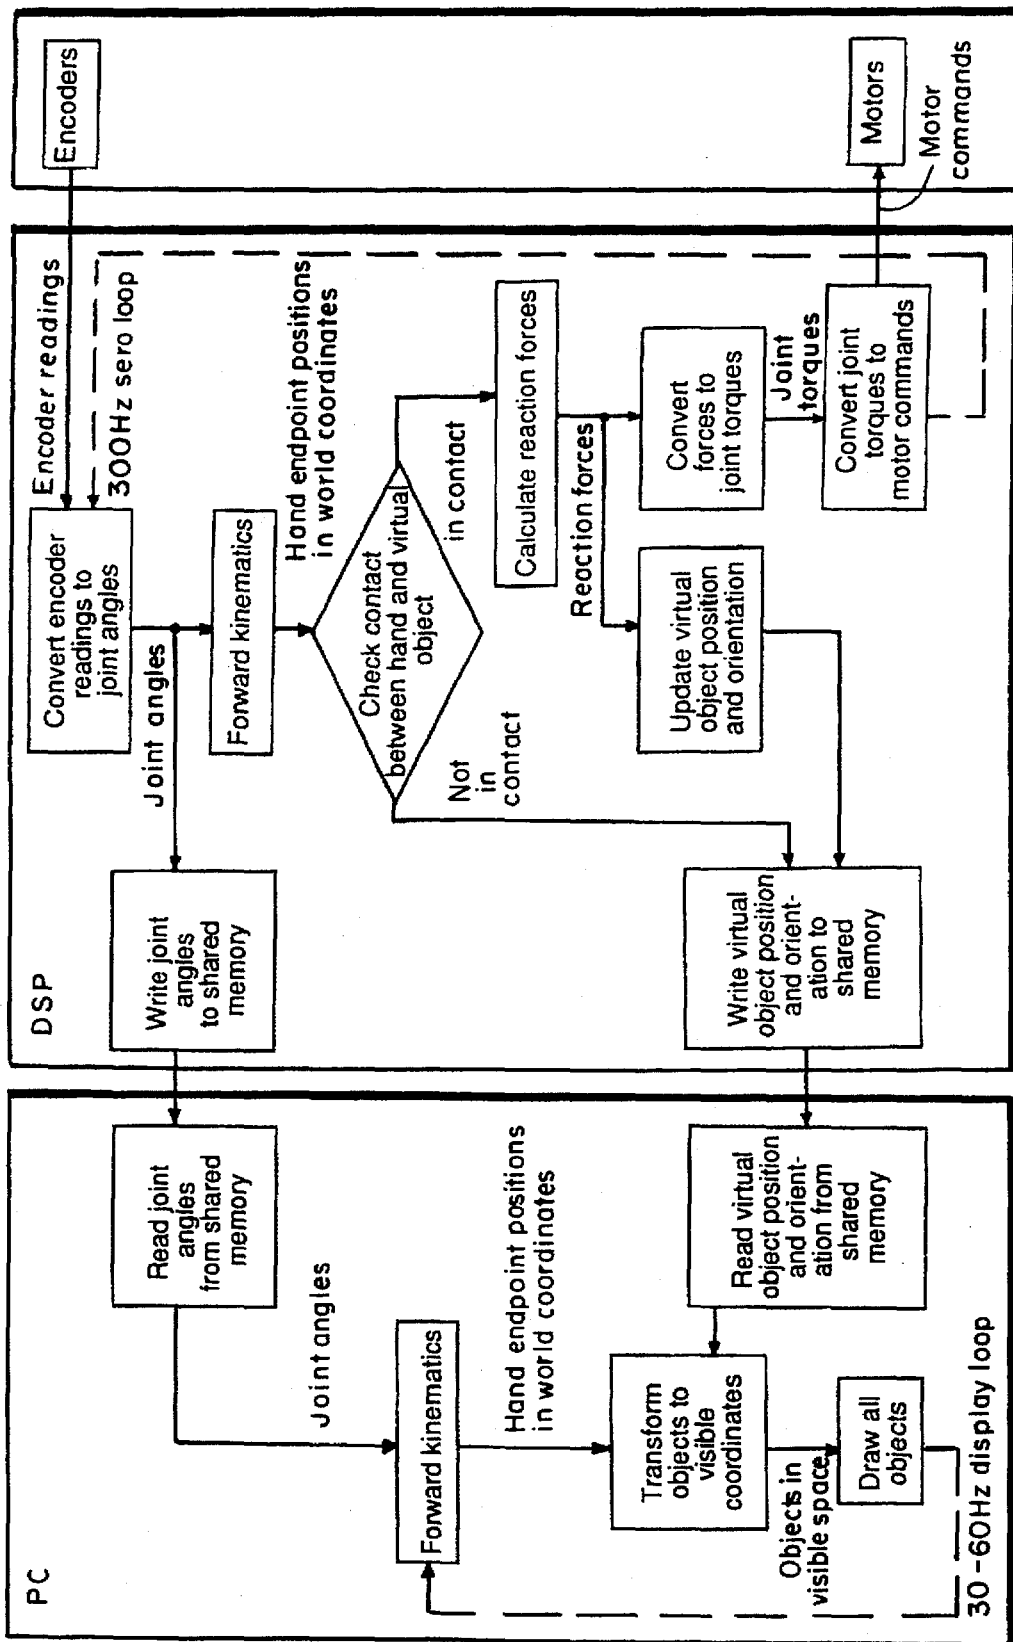 PC
Read joint
angles
from shared
memory
Joint angles
Forward kinematics
Hand endpoint positions
in world coordinates
Transform
objects to
visible
coordinates
Objects in
visible space
Draw all
objects
30-60Hz display loop
Read virtual
object position
and orient-
ation from
shared
memory
DSP
Write joint
angles
to shared
memory
Joint angles
Convert encoder
readings to
joint angles
Encoder readings
300Hz zero loop
Forward kinematics
Hand endpoint positions
in world coordinates
Check contact
between hand and virtual
object
Not
in
contact
in contact
Calculate reaction forces
Reaction forces
Update virtual
object position
and orientation
Convert
forces to
joint torques
Joint
torques
Convert joint
torques to
motor commands
Write virtual
object position
and orient-
ation to
shared
memory
Encoders
Motors
Motor
commands